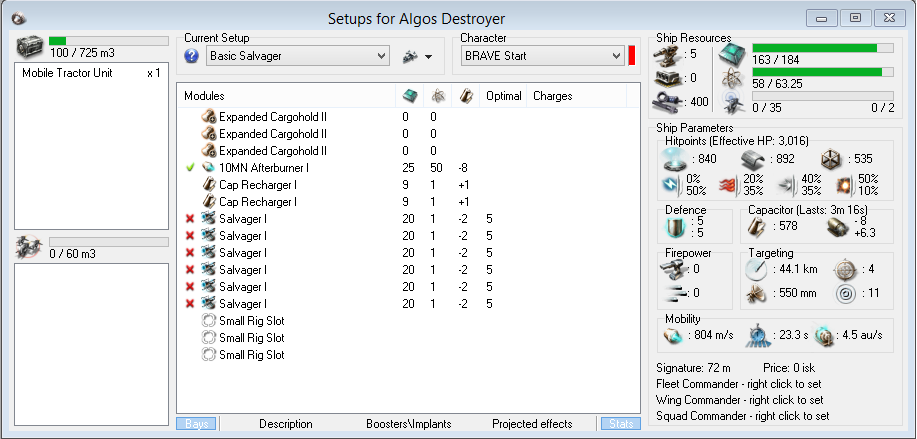 Setups for Algos Destroyer
100 / 725 m3
Mobile Tractor Unit x 1
0 / 60 m3
Current Setup
Basic Salvager
Character
BRAVE Start
Modules Optimal Charges
Expanded Cargohold II 0 0
Expanded Cargohold II 0 0
Expanded Cargohold II 0 0
10MN Afterburner I 25 50 -8
Cap Recharger I 9 1 +1
Cap Recharger I 9 1 +1
Salvager I 20 1 -2 5
Salvager I 20 1 -2 5
Salvager I 20 1 -2 5
Salvager I 20 1 -2 5
Salvager I 20 1 -2 5
Salvager I 20 1 -2 5
Small Rig Slot
Small Rig Slot
Small Rig Slot
Bays Description Boosters\Implants Projected effects Stats
Ship Resources
: 5 163 / 184
: 0 58 / 63.25
: 400 0 / 35 0 / 2
Ship Parameters
Hitpoints (Effective HP: 3,016)
: 840 : 892 : 535
0% 20% 40% 50%
50% 35% 35% 10%
Defence
: 5
: 5
Capacitor (Lasts: 3m 16s)
: 578 - 8
+6.3
Firepower
: 0
: 0
Targeting
: 44.1 km : 4
: 550 mm : 11
Mobility
: 804 m/s : 23.3 s : 4.5 au/s
Signature: 72 m Price: 0 isk
Fleet Commander - right click to set
Wing Commander - right click to set
Squad Commander - right click to set